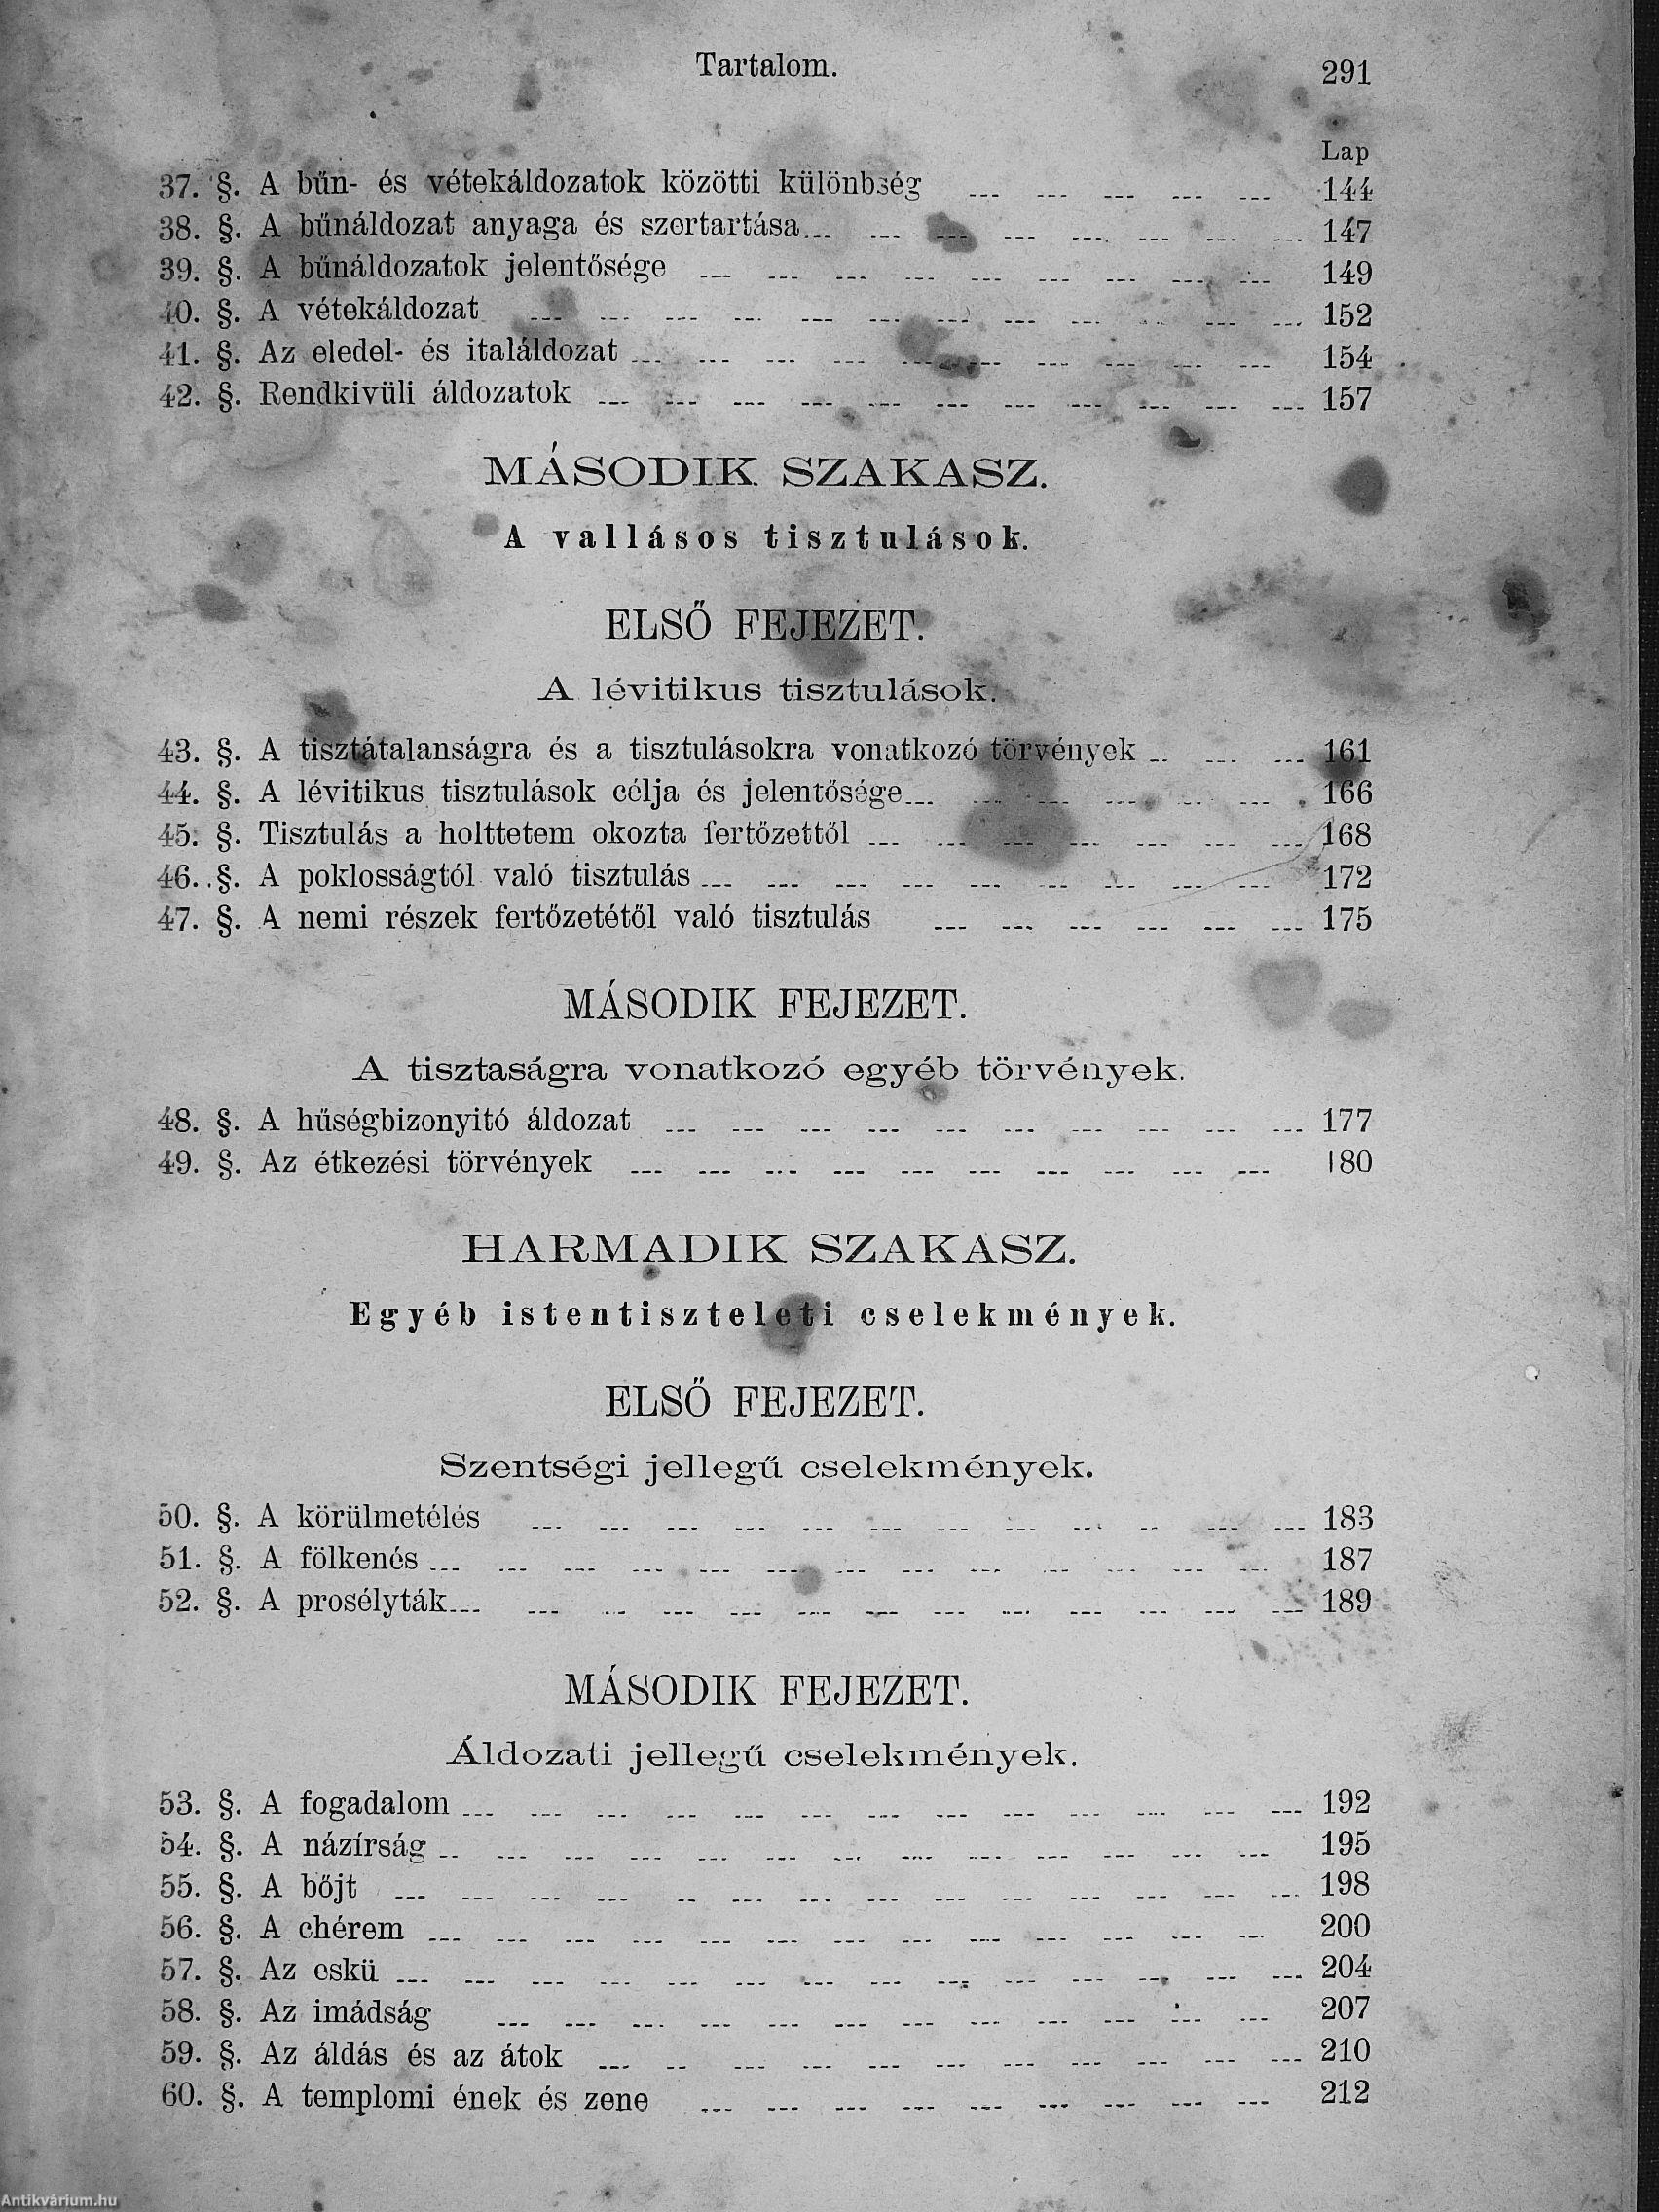 Tartalom. 291
Lap
37. §. A bűn- és vétekáldozatok közötti különbség 144
38. §. A bűnáldozat anyaga és szertartása 147
39. §. A bűnáldozatok jelentősége 149
40. §. A vétekáldozat 152
41. §. Az eledel- és italáldozat 154
42. §. Rendkivüli áldozatok 157
MÁSODIK SZAKASZ.
A vallásos tisztulások.
ELSŐ FEJEZET.
A lévitikus tisztulások.
43. §. A tisztátalanságra és a tisztulásokra vonatkozó törvények 161
44. §. A lévitikus tisztulások célja és jelentősége 166
45. §. Tisztulás a holttetem okozta fertőzettől 168
46. §. A poklosságtól való tisztulás 172
47. §. A nemi részek fertőzetétől való tisztulás 175
MÁSODIK FEJEZET.
A tisztaságra vonatkozó egyéb törvények.
48. §. A hűségbizonyitó áldozat 177
49. §. Az étkezési törvények 180
HARMADIK SZAKASZ.
Egyéb istentiszteleti cselekmények.
ELSŐ FEJEZET.
Szentségi jellegű cselekmények.
50. §. A körülmetélés 183
51. §. A fölkenés 187
52. §. A prosélyták 189
MÁSODIK FEJEZET.
Áldozati jellegű cselekmények.
53. §. A fogadalom 192
54. §. A názírság 195
55. §. A bőjt 198
56. §. A chérem 200
57. §. Az eskü 204
58. §. Az imádság 207
59. §. Az áldás és az átok 210
60. §. A templomi ének és zene 212
Antikvárium.hu